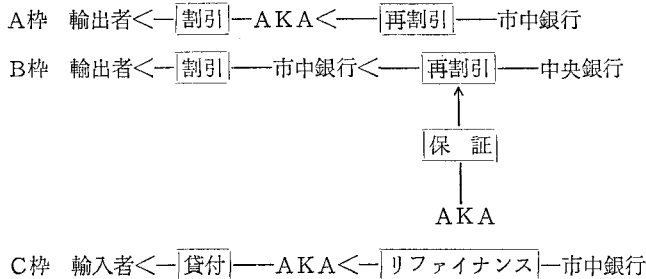 A枠 輸出者 割引 AKA 再割引 市中銀行
B枠 輸出者 割引 市中銀行 再割引 中央銀行
保証
AKA
C枠 輸入者 貸付 AKA リファイナンス 市中銀行